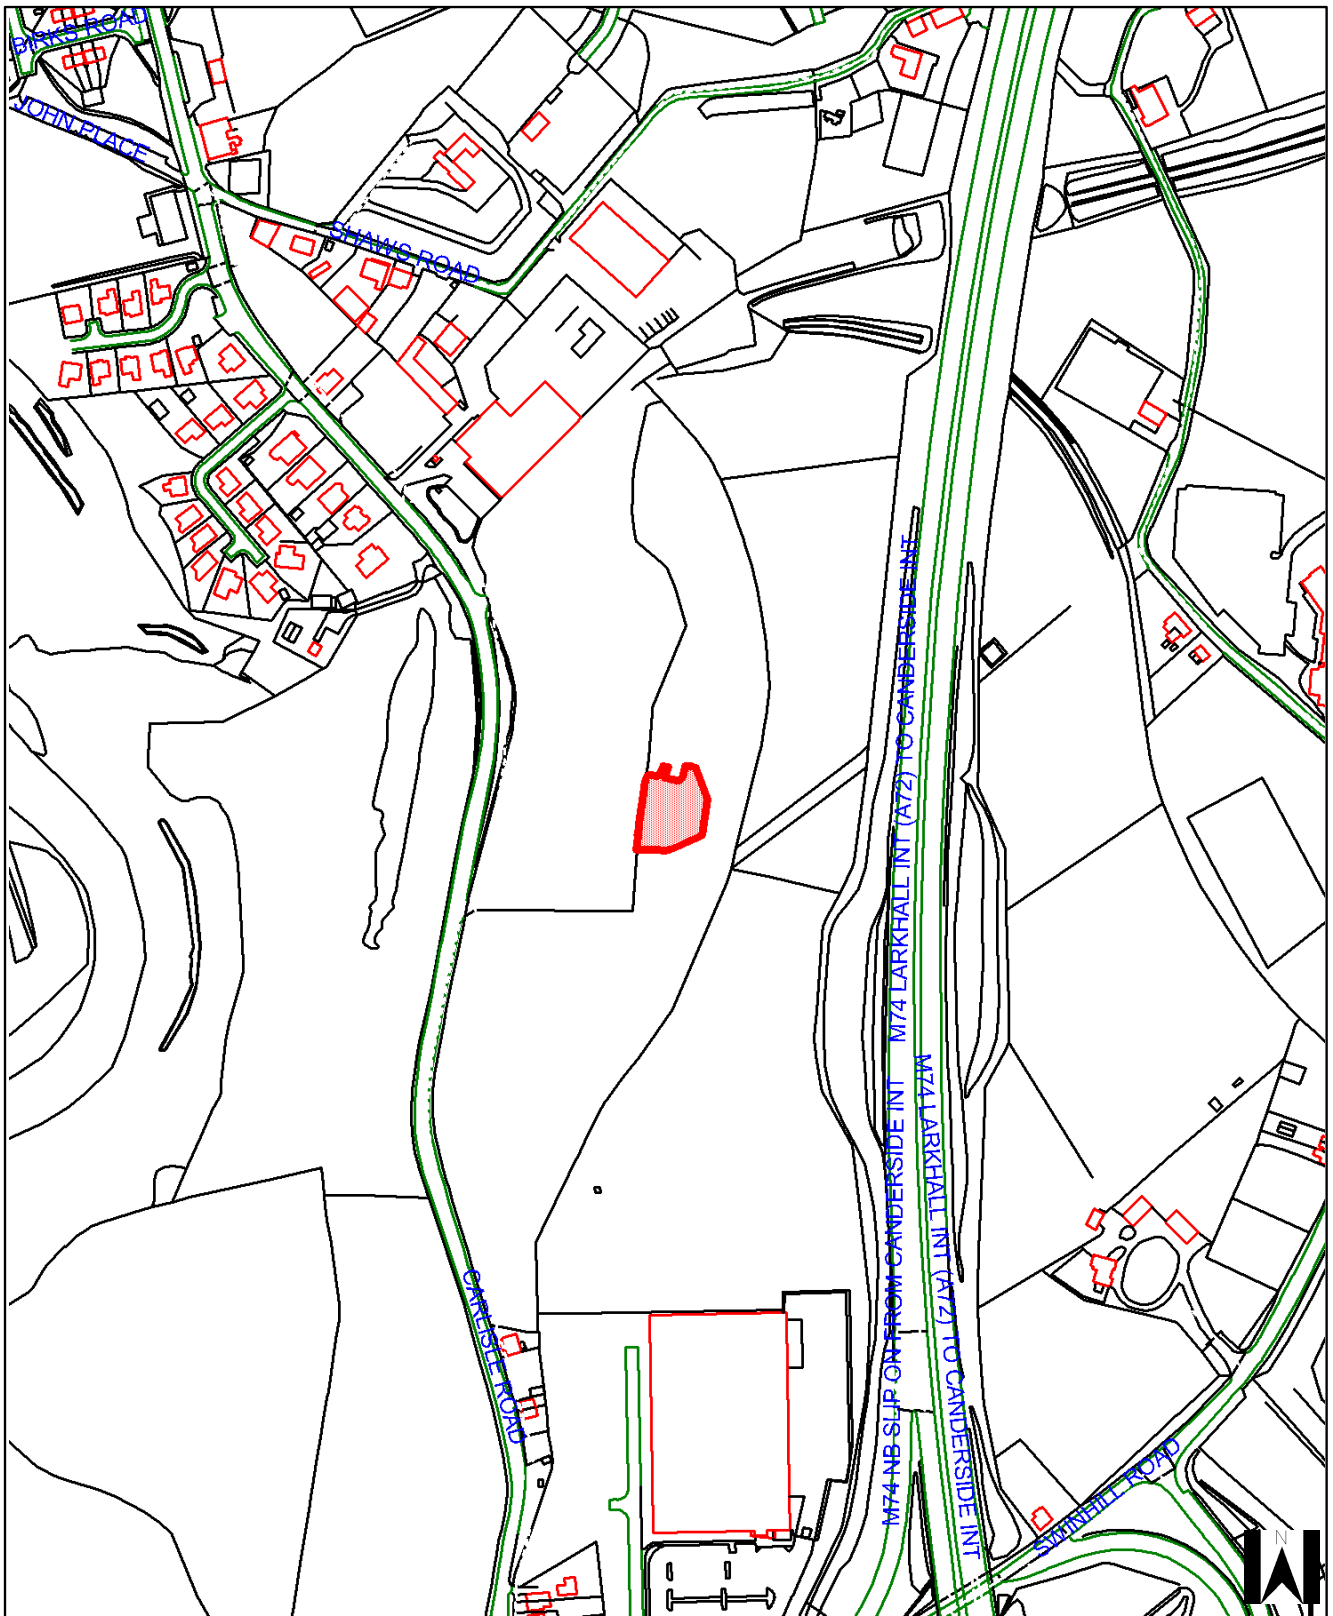 BIRKS ROAD
JOHN PLACE
SHAWS ROAD
M74 LARKHALL INT (A72) TO CANDERSIDE INT
M74 NB SLIP ON FROM CANDERSIDE INT
M74 LARKHALL INT (A72) TO CANDERSIDE INT
CARLISLE ROAD
SWINHILL ROAD
N